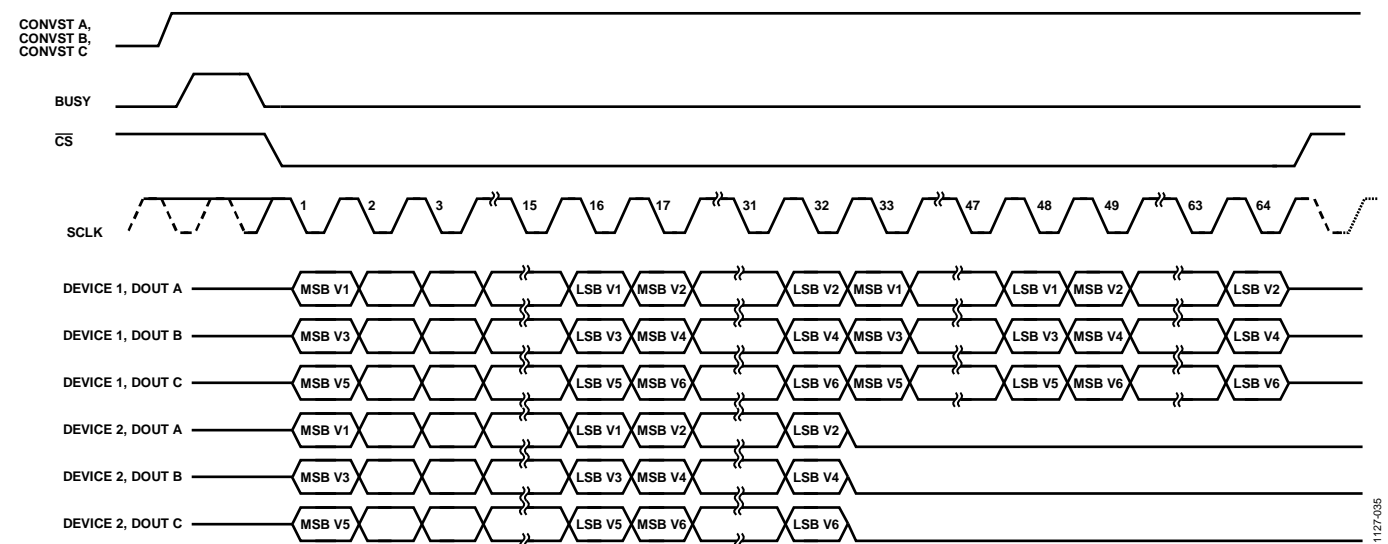 CONVST A,
CONVST B,
CONVST C
BUSY
CS
SCLK
1 2 3 15 16 17 31 32 33 47 48 49 63 64
DEVICE 1, DOUT A MSB V1 LSB V1 MSB V2 LSB V2 MSB V1 LSB V1 MSB V2 LSB V2
DEVICE 1, DOUT B MSB V3 LSB V3 MSB V4 LSB V4 MSB V3 LSB V3 MSB V4 LSB V4
DEVICE 1, DOUT C MSB V5 LSB V5 MSB V6 LSB V6 MSB V5 LSB V5 MSB V6 LSB V6
DEVICE 2, DOUT A MSB V1 LSB V1 MSB V2 LSB V2
DEVICE 2, DOUT B MSB V3 LSB V3 MSB V4 LSB V4
DEVICE 2, DOUT C MSB V5 LSB V5 MSB V6 LSB V6
1127-035